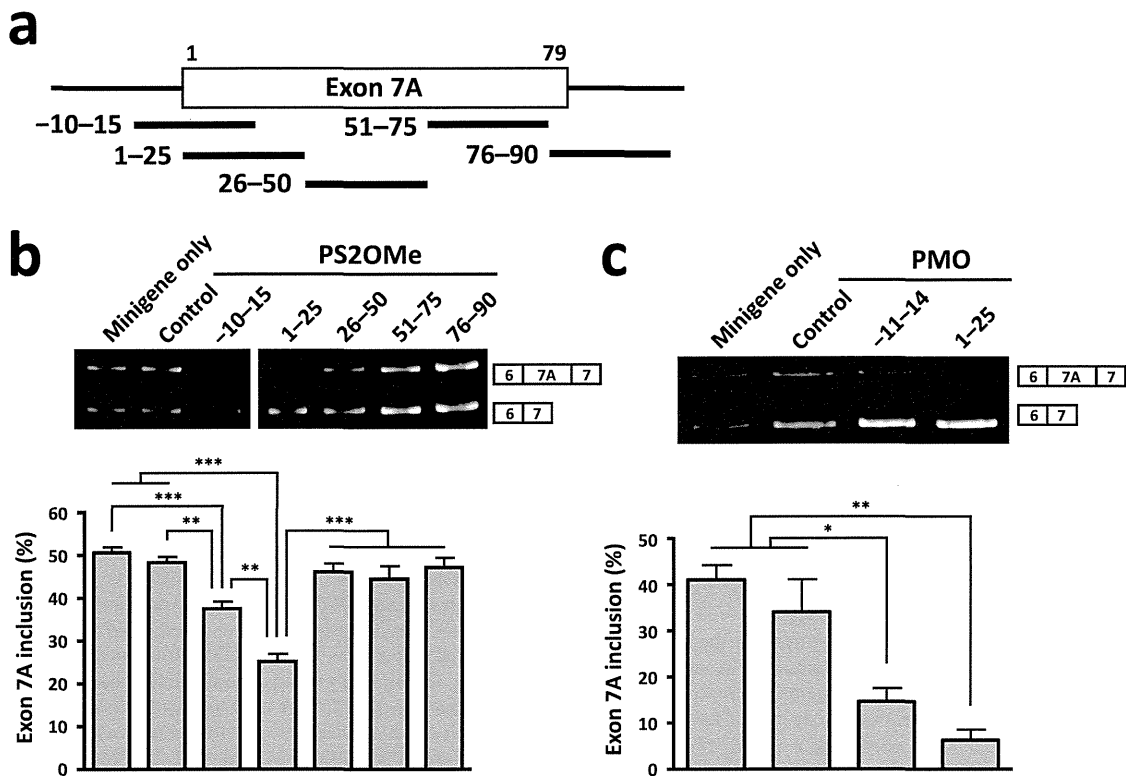 a
1 79
Exon 7A
−10–15
51–75
1–25
76–90
26–50
b
Minigene only
Control
PS2OMe
−10–15
1–25
26–50
51–75
76–90
6 7A 7
6 7
***
***
**
***
**
Exon 7A inclusion (%)
60
50
40
30
20
10
0
c
Minigene only
Control
PMO
−11–14
1–25
6 7A 7
6 7
**
*
Exon 7A inclusion (%)
50
40
30
20
10
0